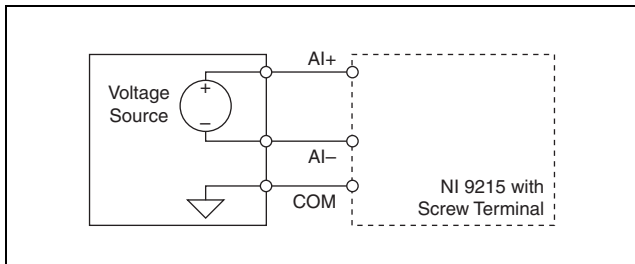 AI+
+
Voltage
Source
–
AI–
COM
NI 9215 with
Screw Terminal